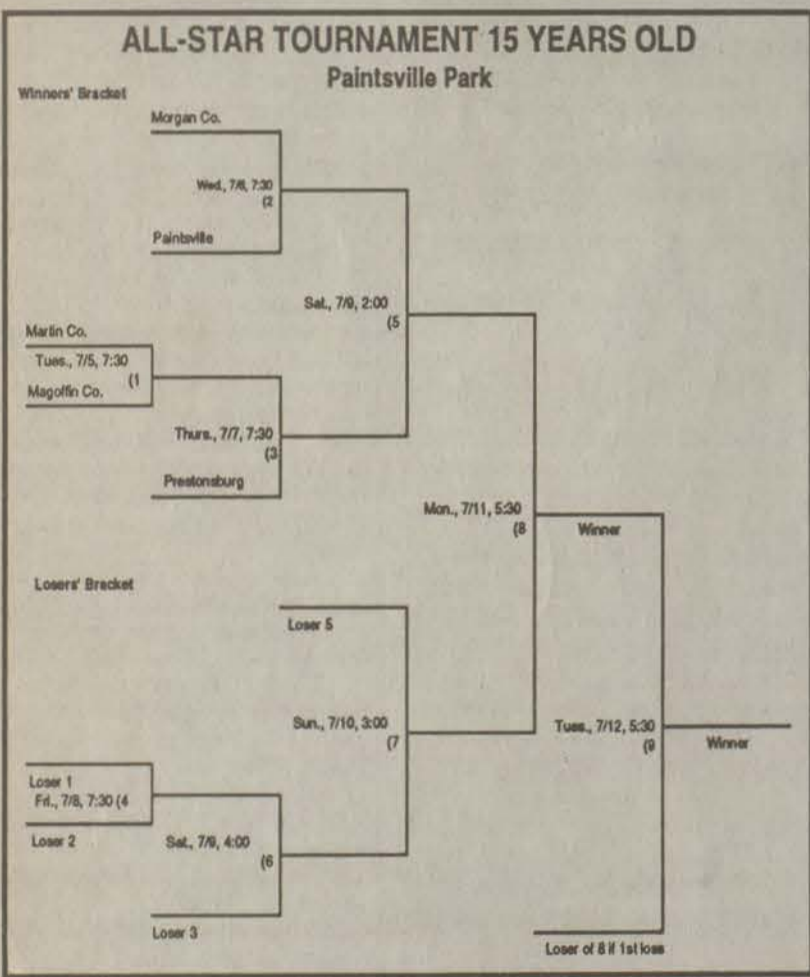 ALL-STAR TOURNAMENT 15 YEARS OLD
Paintsville Park
Winners' Bracket
Morgan Co.
Wed., 7/6, 7:30
(2
Paintsville
Sat., 7/9, 2:00
(5
Martin Co.
Tues., 7/5, 7:30
(1
Magoffin Co.
Thurs., 7/7, 7:30
(3
Prestonsburg
Mon., 7/11, 5:30
(8
Winner
Losers' Bracket
Loser 5
Sun., 7/10, 3:00
(7
Tues., 7/12, 5:30
(9
Winner
Loser 1
Fri., 7/8, 7:30 (4
Loser 2
Sat., 7/9, 4:00
(6
Loser 3
Loser of 8 if 1st loss